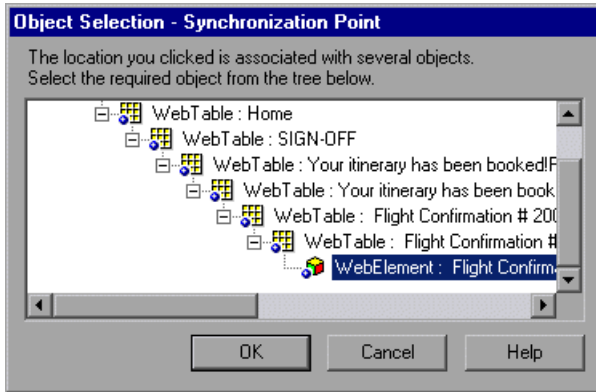 Object Selection - Synchronization Point
The location you clicked is associated with several objects.
Select the required object from the tree below.
WebTable : Home
WebTable : SIGN-OFF
WebTable : Your itinerary has been booked!F
WebTable : Your itinerary has been book
WebTable : Flight Confirmation # 200
WebTable : Flight Confirmation #
WebElement : Flight Confirm
OK Cancel Help